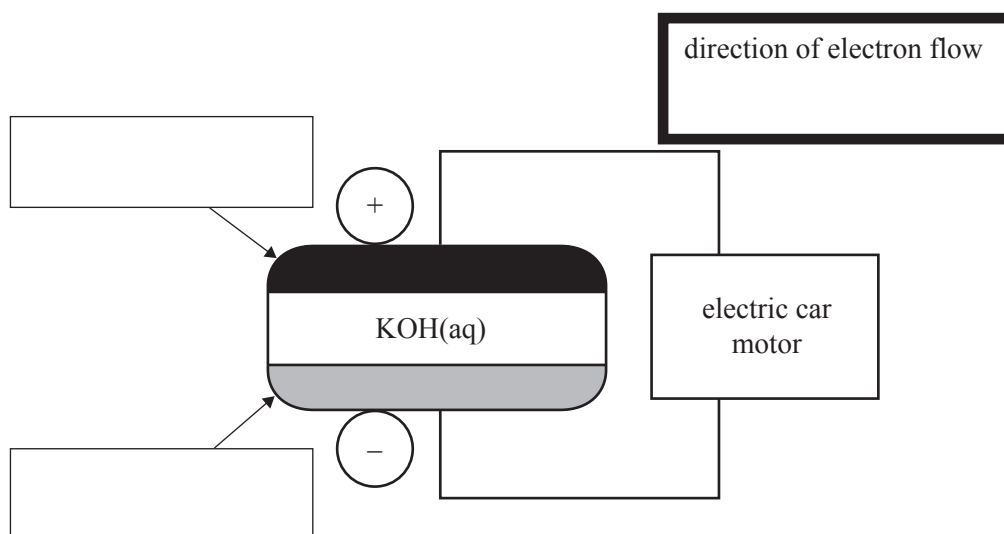 direction of electron flow
+
KOH(aq)
electric car
motor
–